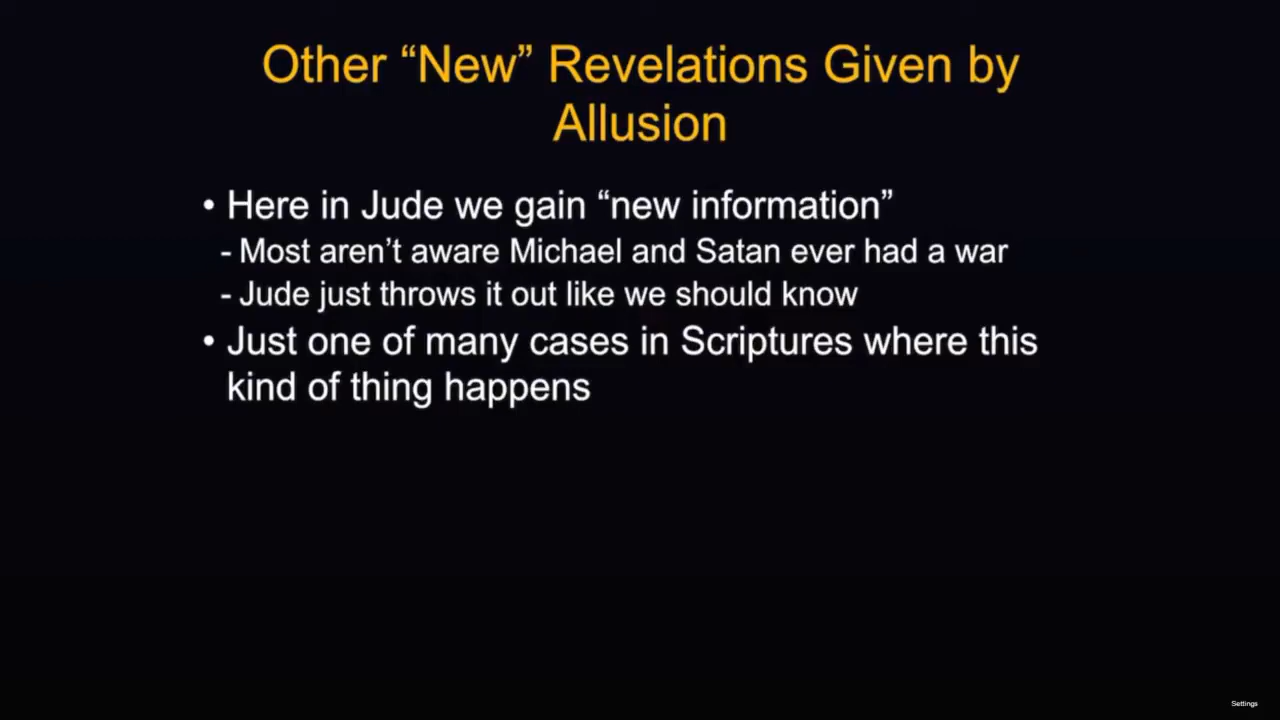 Other “New” Revelations Given by
Allusion
• Here in Jude we gain “new information”
- Most aren’t aware Michael and Satan ever had a war
- Jude just throws it out like we should know
• Just one of many cases in Scriptures where this
kind of thing happens
Settings